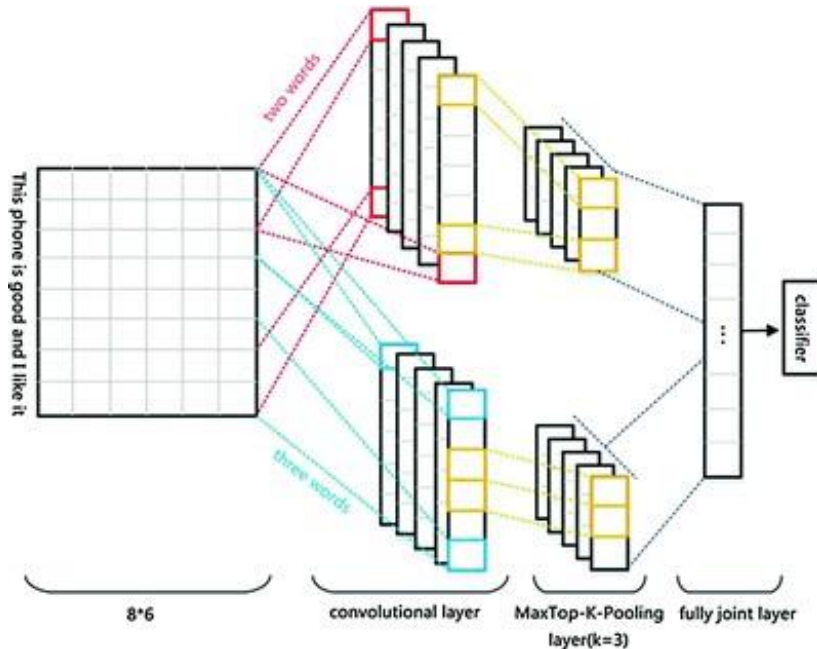 two words
This phone is good and I like it
...
classifier
three words
8*6
convolutional layer
MaxTop-K-Pooling
layer(k=3)
fully joint layer